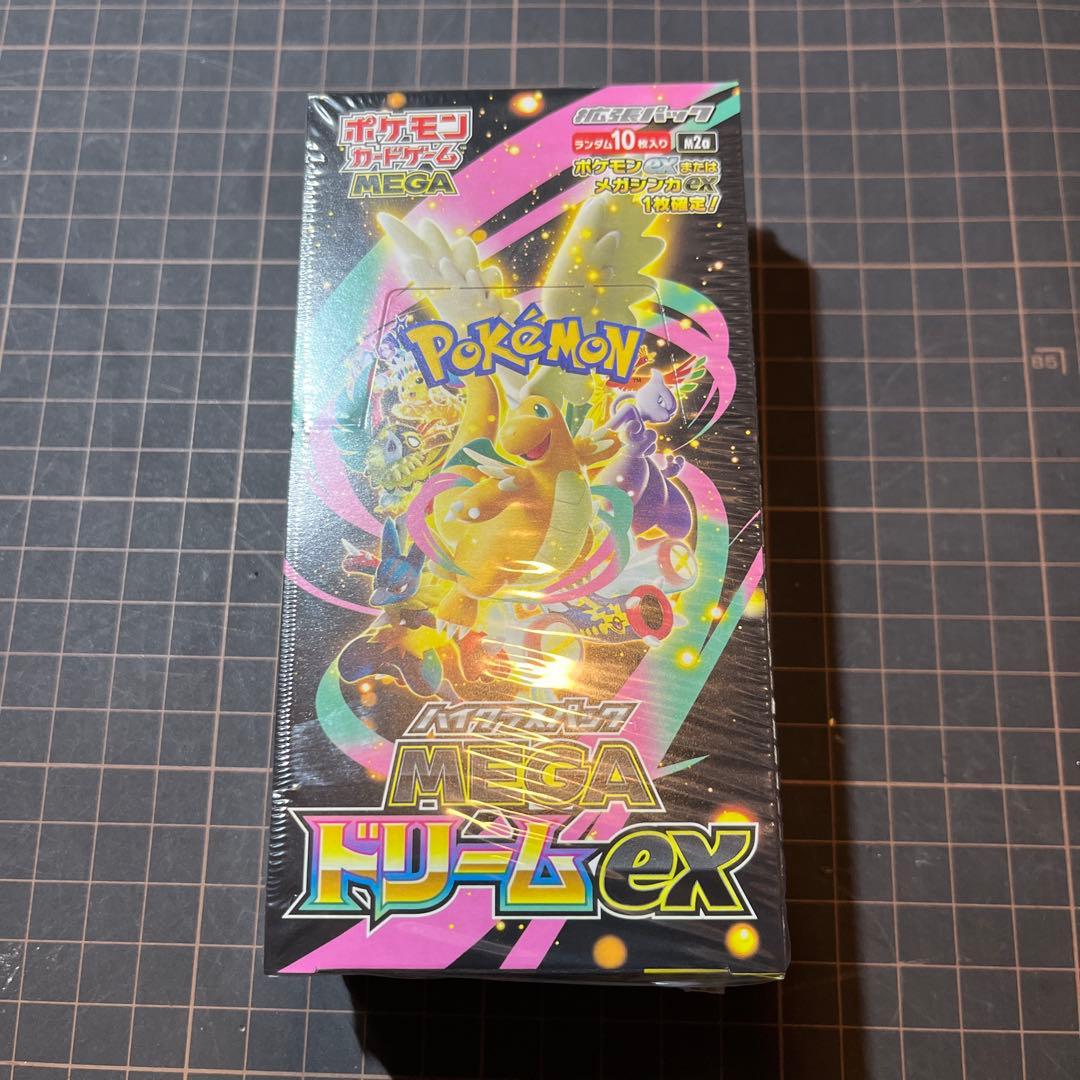 ポケモン
カードゲーム
MEGA
拡張パック
ランダム10枚入り M2a
ポケモンexまたは
メガシンカex
1枚確定!
POKÉMON
TM
ハイクラスパック
MEGA
ドリームex
85